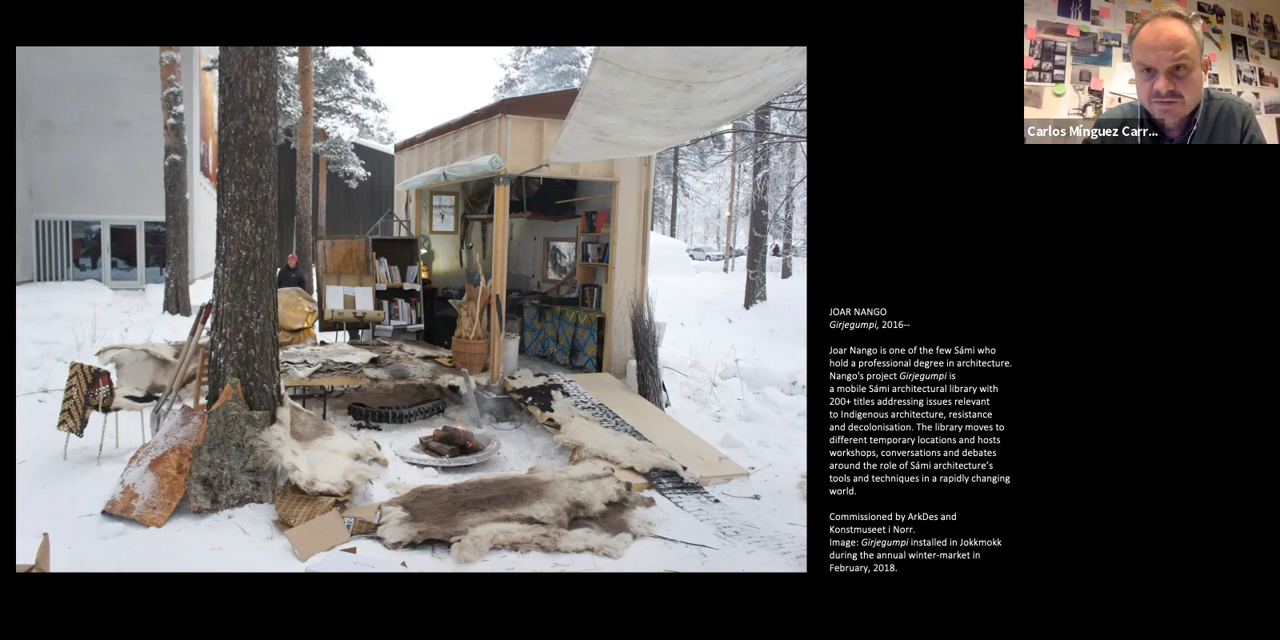 Carlos Mínguez Carr...
JOAR NANGO
Girjegumpi, 2016--
Joar Nango is one of the few Sámi who
hold a professional degree in architecture.
Nango's project Girjegumpi is
a mobile Sámi architectural library with
200+ titles addressing issues relevant
to Indigenous architecture, resistance
and decolonisation. The library moves to
different temporary locations and hosts
workshops, conversations and debates
around the role of Sámi architecture's
tools and techniques in a rapidly changing
world.
Commissioned by ArkDes and
Konstmuseet i Norr.
Image: Girjegumpi installed in Jokkmokk
during the annual winter-market in
February, 2018.